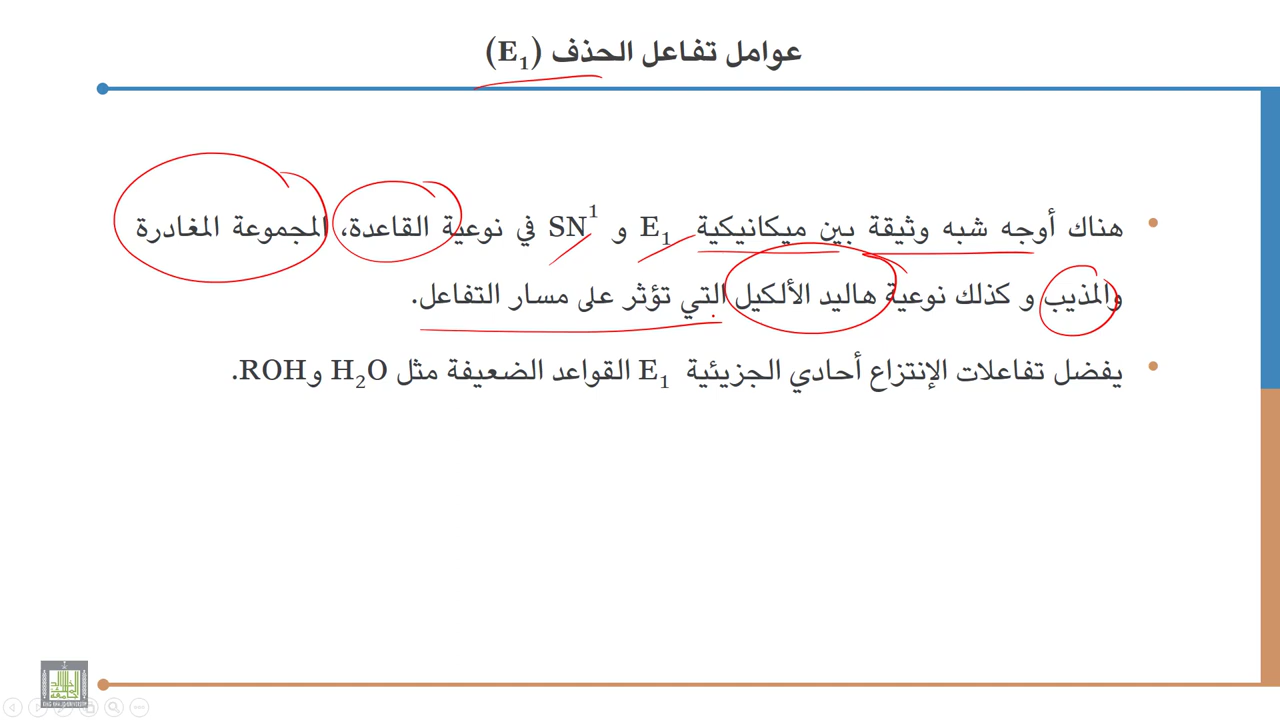 عوامل تفاعل الحذف (E₁)
هناك أوجه شبه وثيقة بين ميكانيكية E₁ و SN¹ في نوعية القاعدة، المجموعة المغادرة
والمذيب و كذلك نوعية هاليد الألكيل التي تؤثر على مسار التفاعل.
يفضل تفاعلات الإنتزاع أحادي الجزيئية E₁ القواعد الضعيفة مثل H₂O وROH.